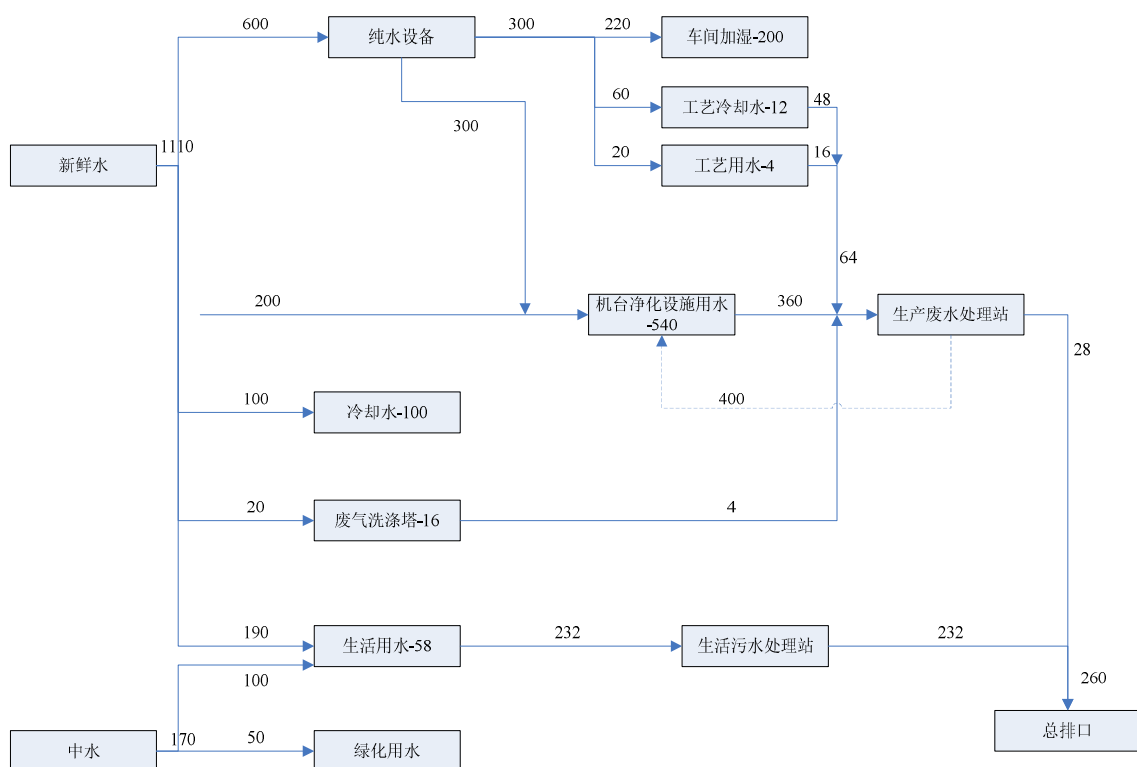 600
纯水设备
300
220
车间加湿-200
60
工艺冷却水-12
48
300
1110
新鲜水
20
工艺用水-4
16
64
200
机台净化设施用水
-540
360
生产废水处理站
28
400
100
冷却水-100
20
废气洗涤塔-16
4
190
生活用水-58
232
生活污水处理站
232
100
260
中水
170
50
绿化用水
总排口